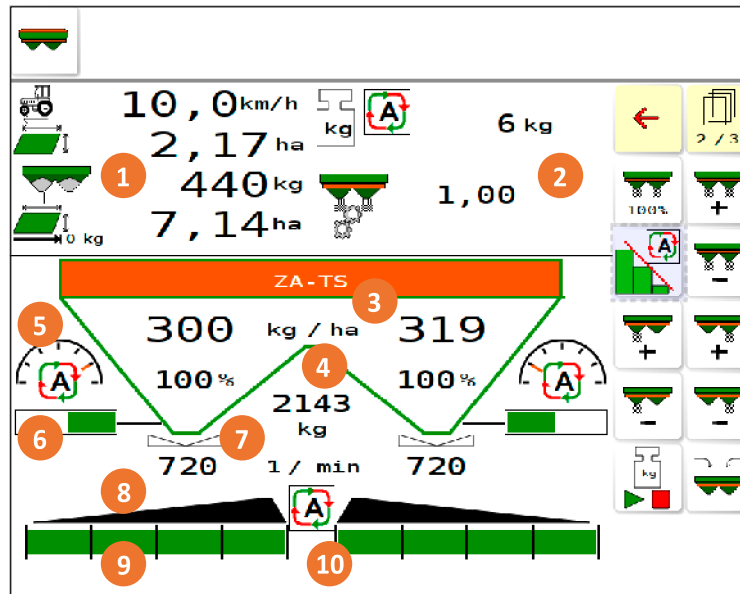 10,0 km/h kg A 6 kg
2,17 ha
1 440 kg 1,00 2
7,14 ha
0 kg
2 / 3
100% +
A
-
+ +
- -
kg
ZA-TS
3
5 300 kg / ha 319
A 100% 4 100% A
2143
kg
6 7
720 1 / min 720
8 A
9 10